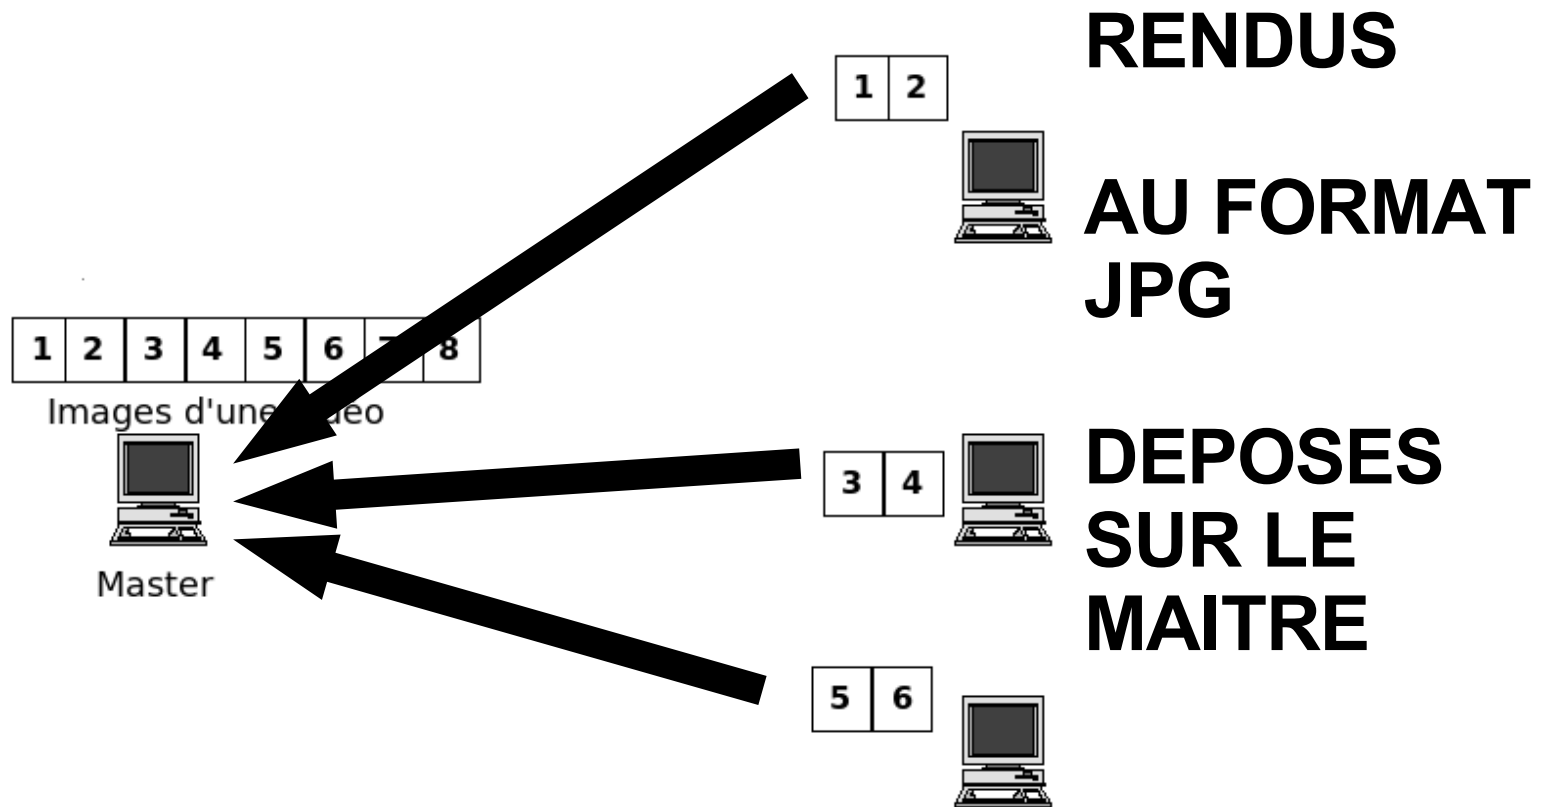 RENDUS
1 2
AU FORMAT
JPG
1 2 3 4 5 6 8
Images d'une
DEPOSES
SUR LE
MAITRE
3 4
Master
5 6